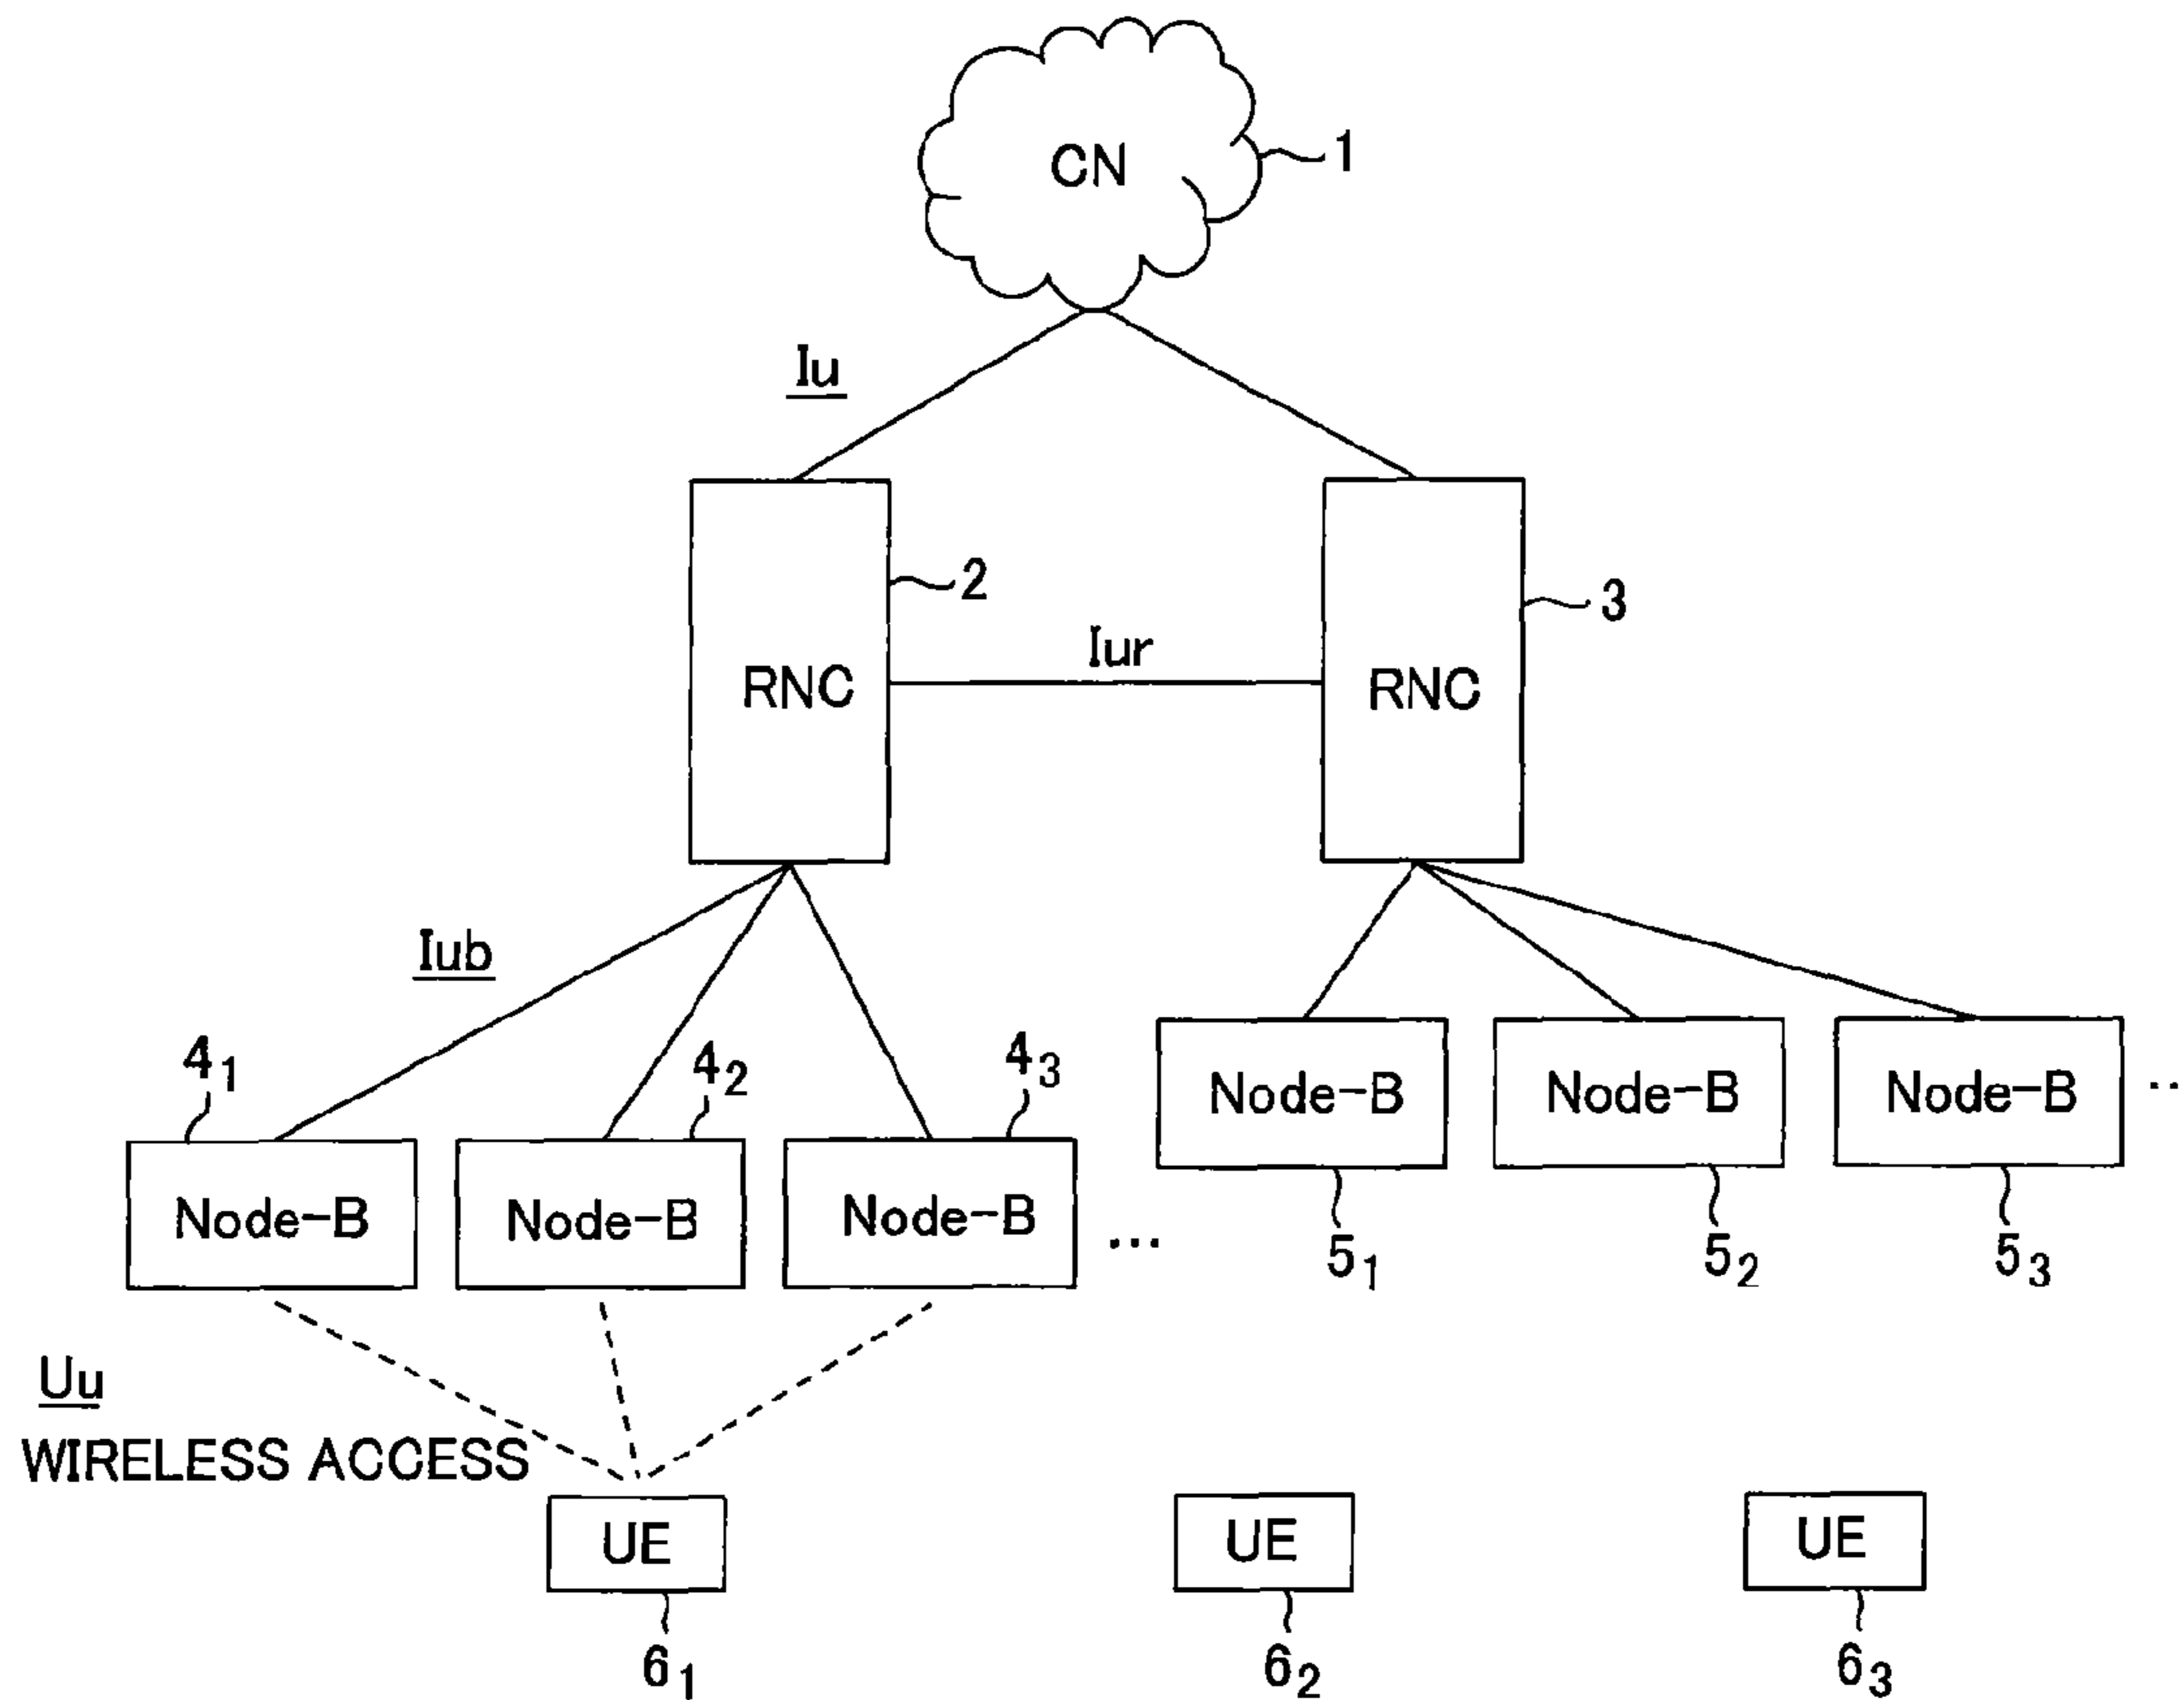 CN
1
Iu
2
3
Iur
RNC
RNC
Iub
4₁
4₂
4₃
Node-B
Node-B
Node-B
...
Node-B
Node-B
Node-B
...
5₁
5₂
5₃
Uu
WIRELESS ACCESS
UE
UE
UE
6₁
6₂
6₃